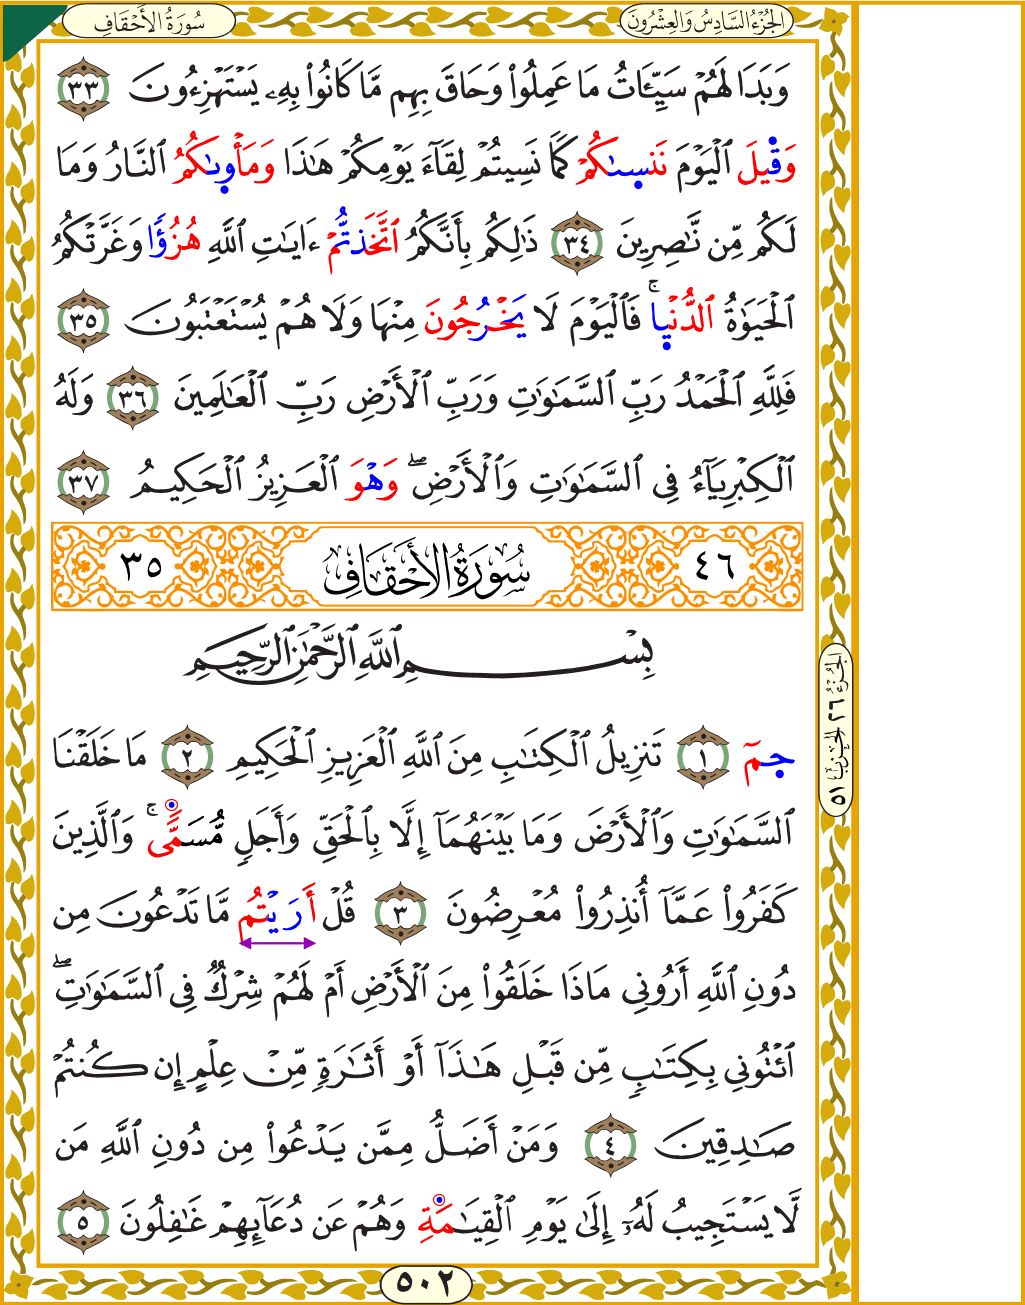 سُورَةُ الأَحْقَافِ
الجُزْءُ السَّادِسُ وَالعِشْرُونَ
وَبَدَا لَهُمْ سَيِّـَٔاتُ مَا عَمِلُوا۟ وَحَاقَ بِهِم مَّا كَانُوا۟ بِهِۦ يَسْتَهْزِءُونَ ٣٣
وَقِيلَ ٱلْيَوْمَ نَنسىٰكُمْ كَمَا نَسِيتُمْ لِقَآءَ يَوْمِكُمْ هَٰذَا وَمَأْوىٰكُمُ ٱلنَّارُ وَمَا
لَكُم مِّن نَّٰصِرِينَ ٣٤ ذَٰلِكُم بِأَنَّكُمُ ٱتَّخَذتُّمْ ءَايَٰتِ ٱللَّهِ هُزُؤًا وَغَرَّتْكُمُ
ٱلْحَيَوٰةُ ٱلدُّنْيا ۚ فَٱلْيَوْمَ لَا يَخْرُجُونَ مِنْهَا وَلَا هُمْ يُسْتَعْتَبُونَ ٣٥
فَلِلَّهِ ٱلْحَمْدُ رَبِّ ٱلسَّمَٰوَٰتِ وَرَبِّ ٱلْأَرْضِ رَبِّ ٱلْعَٰلَمِينَ ٣٦ وَلَهُ
ٱلْكِبْرِيَآءُ فِى ٱلسَّمَٰوَٰتِ وَٱلْأَرْضِ ۖ وَهْوَ ٱلْعَزِيزُ ٱلْحَكِيمُ ٣٧
٤٦ سُورَةُ الأَحْقَافِ ٣٥
بِسْمِ ٱللَّهِ ٱلرَّحْمَٰنِ ٱلرَّحِيمِ
حمٓ ١ تَنزِيلُ ٱلْكِتَٰبِ مِنَ ٱللَّهِ ٱلْعَزِيزِ ٱلْحَكِيمِ ٢ مَا خَلَقْنَا
ٱلسَّمَٰوَٰتِ وَٱلْأَرْضَ وَمَا بَيْنَهُمَآ إِلَّا بِٱلْحَقِّ وَأَجَلٍ مُّسَمًّى ۚ وَٱلَّذِينَ
كَفَرُوا۟ عَمَّآ أُنذِرُوا۟ مُعْرِضُونَ ٣ قُلْ أَرَيْتُم مَّا تَدْعُونَ مِن
دُونِ ٱللَّهِ أَرُونِى مَاذَا خَلَقُوا۟ مِنَ ٱلْأَرْضِ أَمْ لَهُمْ شِرْكٌ فِى ٱلسَّمَٰوَٰتِ ۖ
ٱئْتُونِى بِكِتَٰبٍ مِّن قَبْلِ هَٰذَآ أَوْ أَثَٰرَةٍ مِّنْ عِلْمٍ إِن كُنتُمْ
صَٰدِقِينَ ٤ وَمَنْ أَضَلُّ مِمَّن يَدْعُوا۟ مِن دُونِ ٱللَّهِ مَن
لَّا يَسْتَجِيبُ لَهُۥٓ إِلَىٰ يَوْمِ ٱلْقِيَٰمَةِ وَهُمْ عَن دُعَآئِهِمْ غَٰفِلُونَ ٥
الجُزْءُ ٢٦ الحِزْبُ ٥١
٥٠٢